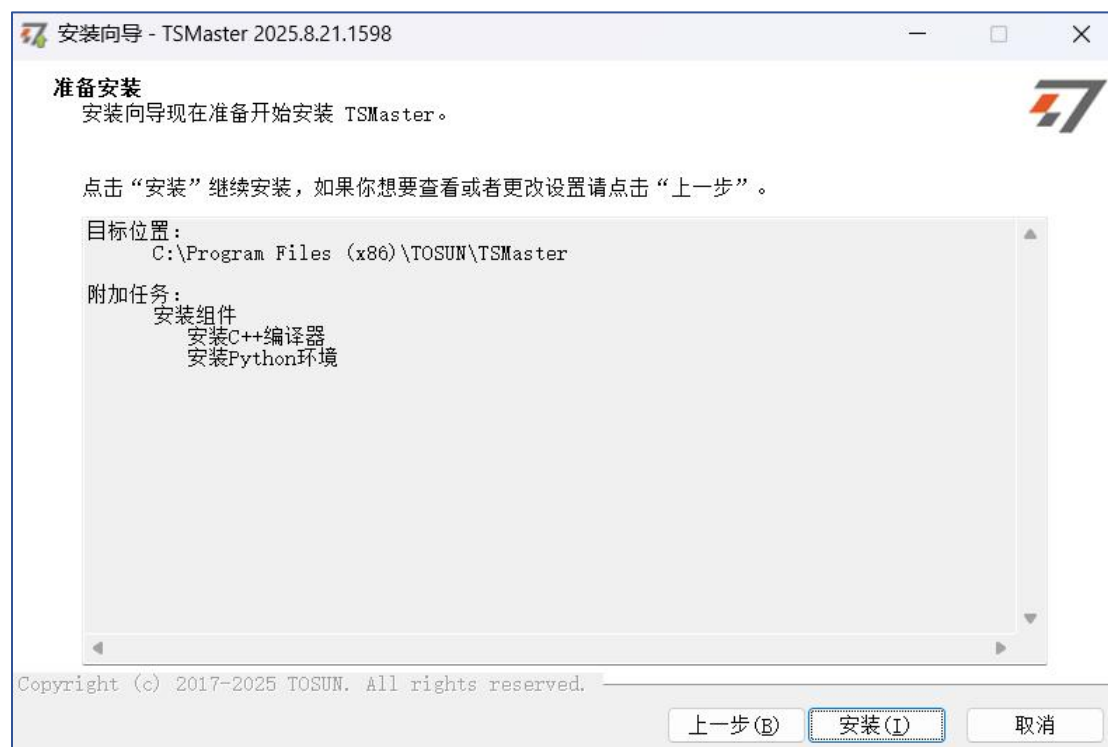 安装向导 - TSMaster 2025.8.21.1598
准备安装
安装向导现在准备开始安装 TSMaster。
点击“安装”继续安装，如果你想要查看或者更改设置请点击“上一步”。
目标位置：
C:\Program Files (x86)\TOSUN\TSMaster
附加任务：
安装组件
安装C++编译器
安装Python环境
Copyright (c) 2017-2025 TOSUN. All rights reserved.
上一步(B) 安装(I) 取消